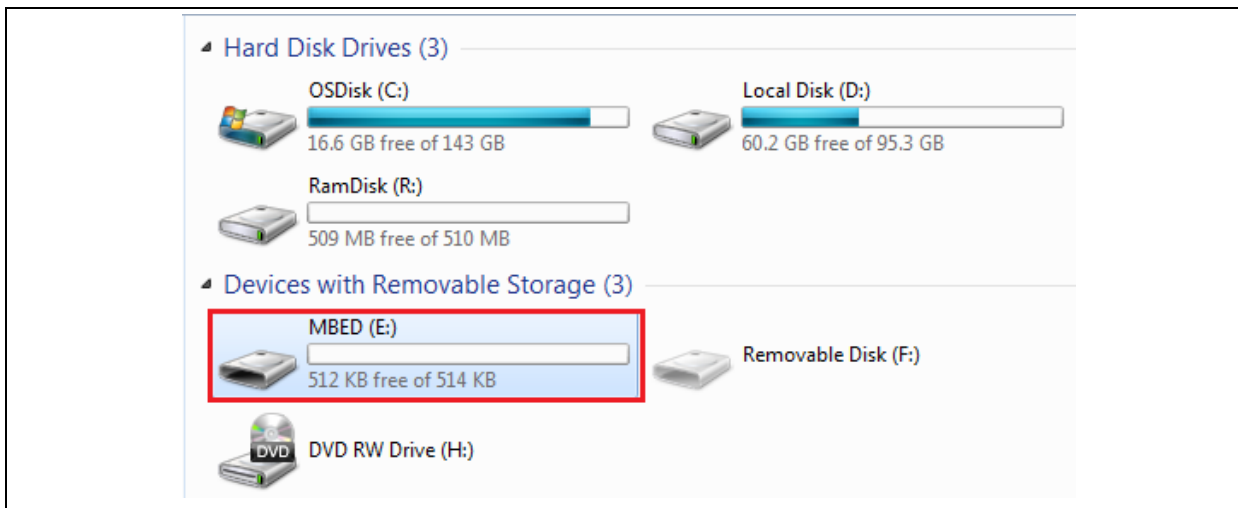 Hard Disk Drives (3)
OSDisk (C:)
16.6 GB free of 143 GB
Local Disk (D:)
60.2 GB free of 95.3 GB
RamDisk (R:)
509 MB free of 510 MB
Devices with Removable Storage (3)
MBED (E:)
512 KB free of 514 KB
Removable Disk (F:)
DVD
DVD RW Drive (H:)